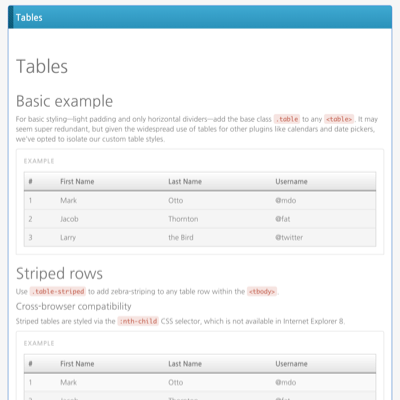 Tables
Tables
Basic example
For basic styling—light padding and only horizontal dividers—add the base class .table to any <table>. It may
seem super redundant, but given the widespread use of tables for other plugins like calendars and date pickers,
we've opted to isolate our custom table styles.
EXAMPLE
# First Name Last Name Username
1 Mark Otto @mdo
2 Jacob Thornton @fat
3 Larry the Bird @twitter
Striped rows
Use .table-striped to add zebra-striping to any table row within the <tbody>.
Cross-browser compatibility
Striped tables are styled via the :nth-child CSS selector, which is not available in Internet Explorer 8.
EXAMPLE
# First Name Last Name Username
1 Mark Otto @mdo